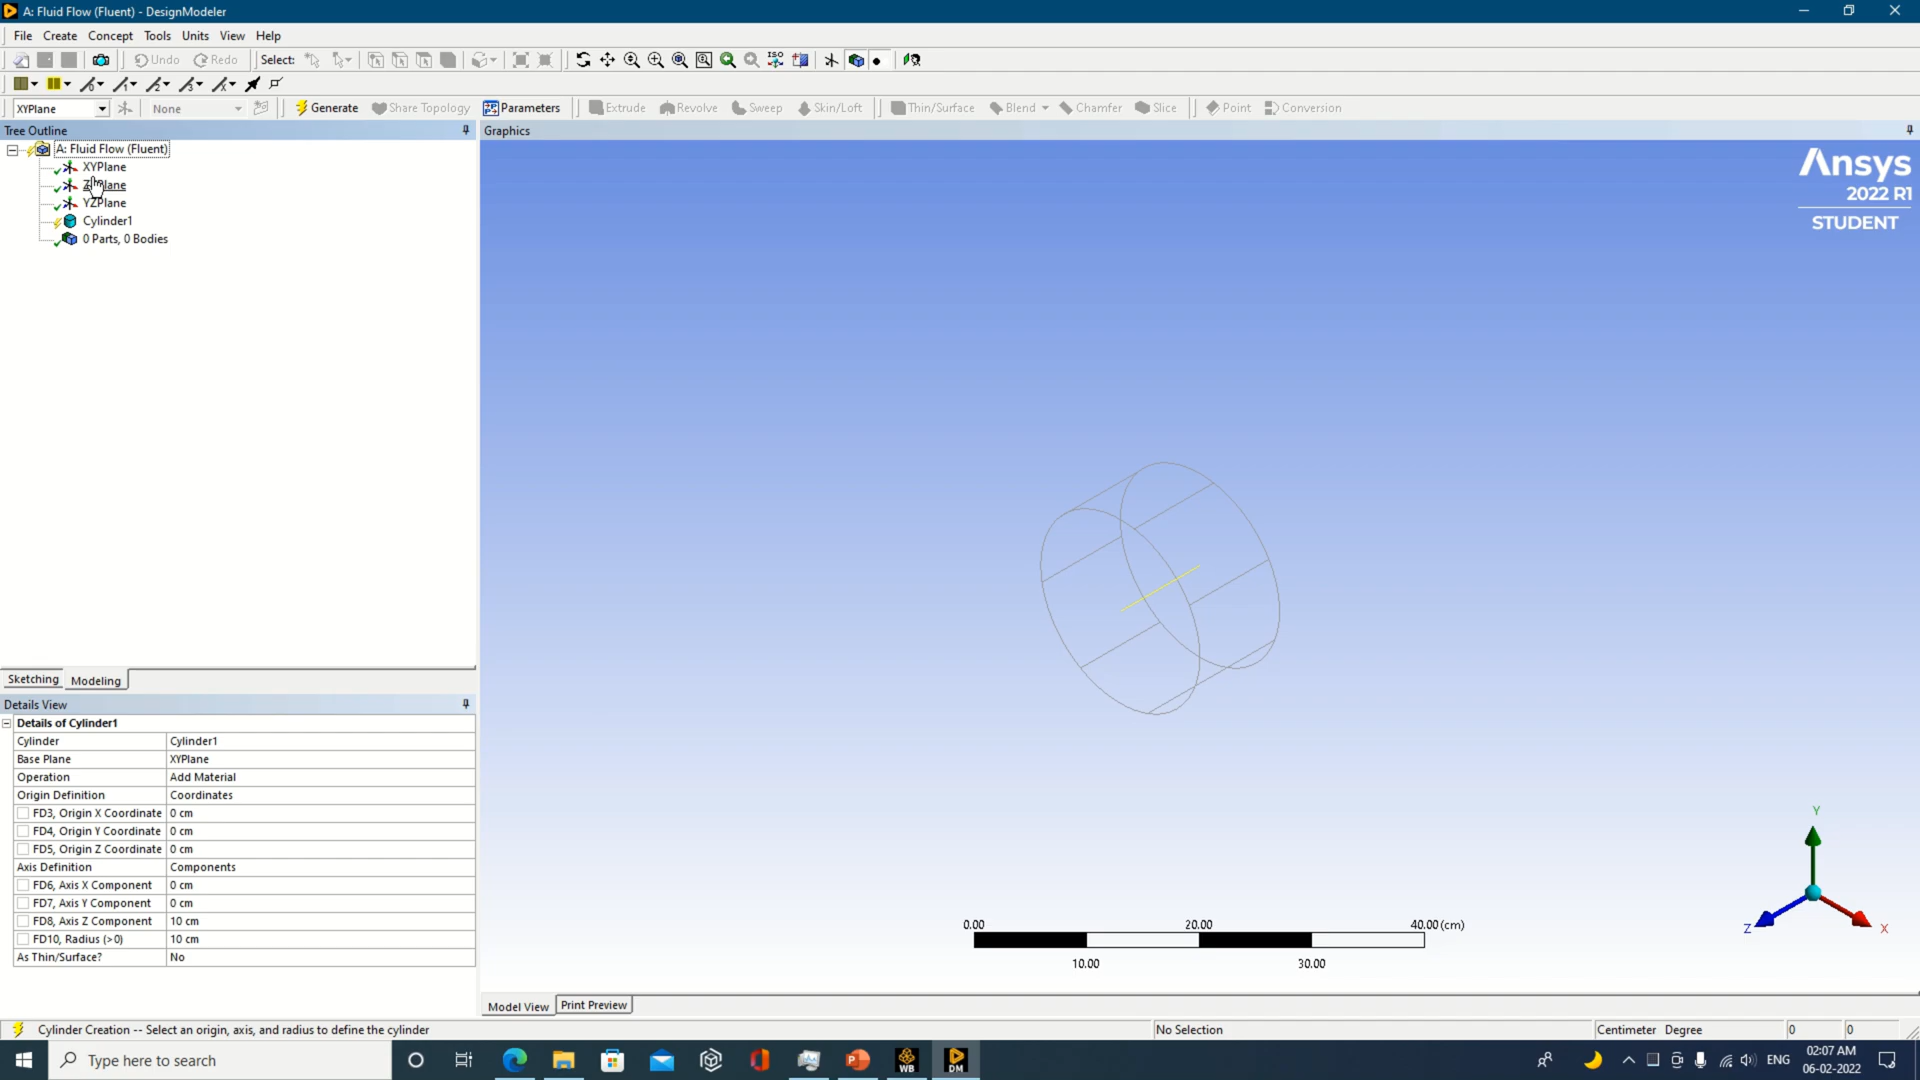 A: Fluid Flow (Fluent) - DesignModeler
File Create Concept Tools Units View Help
Undo Redo Select: ISO
XYPlane None Generate Share Topology Parameters Extrude Revolve Sweep Skin/Loft Thin/Surface Blend Chamfer Slice Point Conversion
Tree Outline
A: Fluid Flow (Fluent)
XYPlane
YZPlane
Cylinder1
0 Parts, 0 Bodies
Sketching Modeling
Details View
Details of Cylinder1
Cylinder Cylinder1
Base Plane XYPlane
Operation Add Material
Origin Definition Coordinates
FD3, Origin X Coordinate 0 cm
FD4, Origin Y Coordinate 0 cm
FD5, Origin Z Coordinate 0 cm
Axis Definition Components
FD6, Axis X Component 0 cm
FD7, Axis Y Component 0 cm
FD8, Axis Z Component 10 cm
FD10, Radius (>0) 10 cm
As Thin/Surface? No
Graphics
Ansys
2022 R1
STUDENT
Y
Z X
0.00 20.00 40.00 (cm)
10.00 30.00
Model View Print Preview
Cylinder Creation -- Select an origin, axis, and radius to define the cylinder No Selection Centimeter Degree 0 0
Type here to search WB DM ENG 02:07 AM
06-02-2022